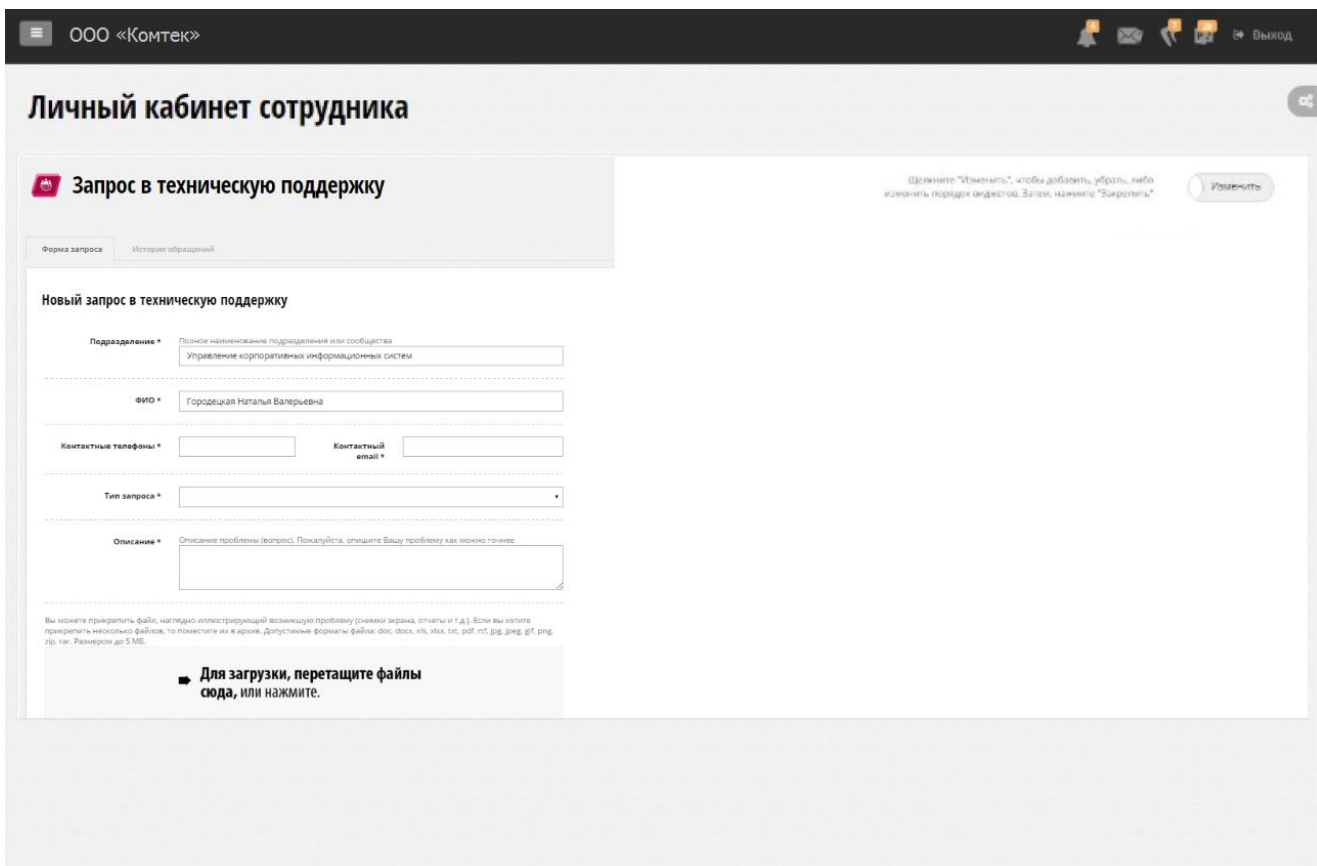 ООО «Комтек»
Выход
Личный кабинет сотрудника
Запрос в техническую поддержку
Щелкните "Изменить", чтобы добавить, убрать, либо
изменить порядок виджетов. Затем, нажмите "Закрепить"
Изменить
Форма запроса
История обращений
Новый запрос в техническую поддержку
Подразделение *
Полное наименование подразделения или сообщества
Управление корпоративных информационных систем
ФИО *
Городецкая Наталья Валерьевна
Контактные телефоны *
Контактный
email *
Тип запроса *
Описание *
Описание проблемы (вопрос). Пожалуйста, опишите Вашу проблему как можно точнее
Вы можете прикрепить файл, наглядно иллюстрирующий возникшую проблему (снимки экрана, отчеты и т.д.). Если вы хотите
прикрепить несколько файлов, то поместите их в архив. Допустимые форматы файла: doc, docx, xls, xlsx, txt, pdf, rtf, jpg, jpeg, gif, png,
zip, rar. Размером до 5 МБ.
Для загрузки, перетащите файлы
сюда, или нажмите.